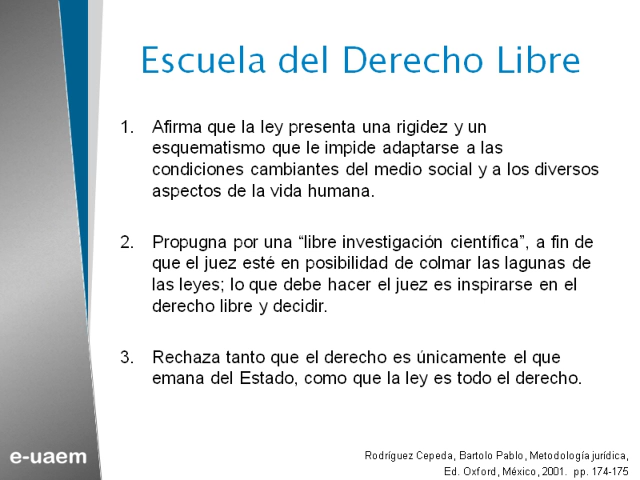 Escuela del Derecho Libre
1. Afirma que la ley presenta una rigidez y un
esquematismo que le impide adaptarse a las
condiciones cambiantes del medio social y a los diversos
aspectos de la vida humana.
2. Propugna por una “libre investigación científica”, a fin de
que el juez esté en posibilidad de colmar las lagunas de
las leyes; lo que debe hacer el juez es inspirarse en el
derecho libre y decidir.
3. Rechaza tanto que el derecho es únicamente el que
emana del Estado, como que la ley es todo el derecho.
e-uaem
Rodríguez Cepeda, Bartolo Pablo, Metodología jurídica,
Ed. Oxford, México, 2001. pp. 174-175